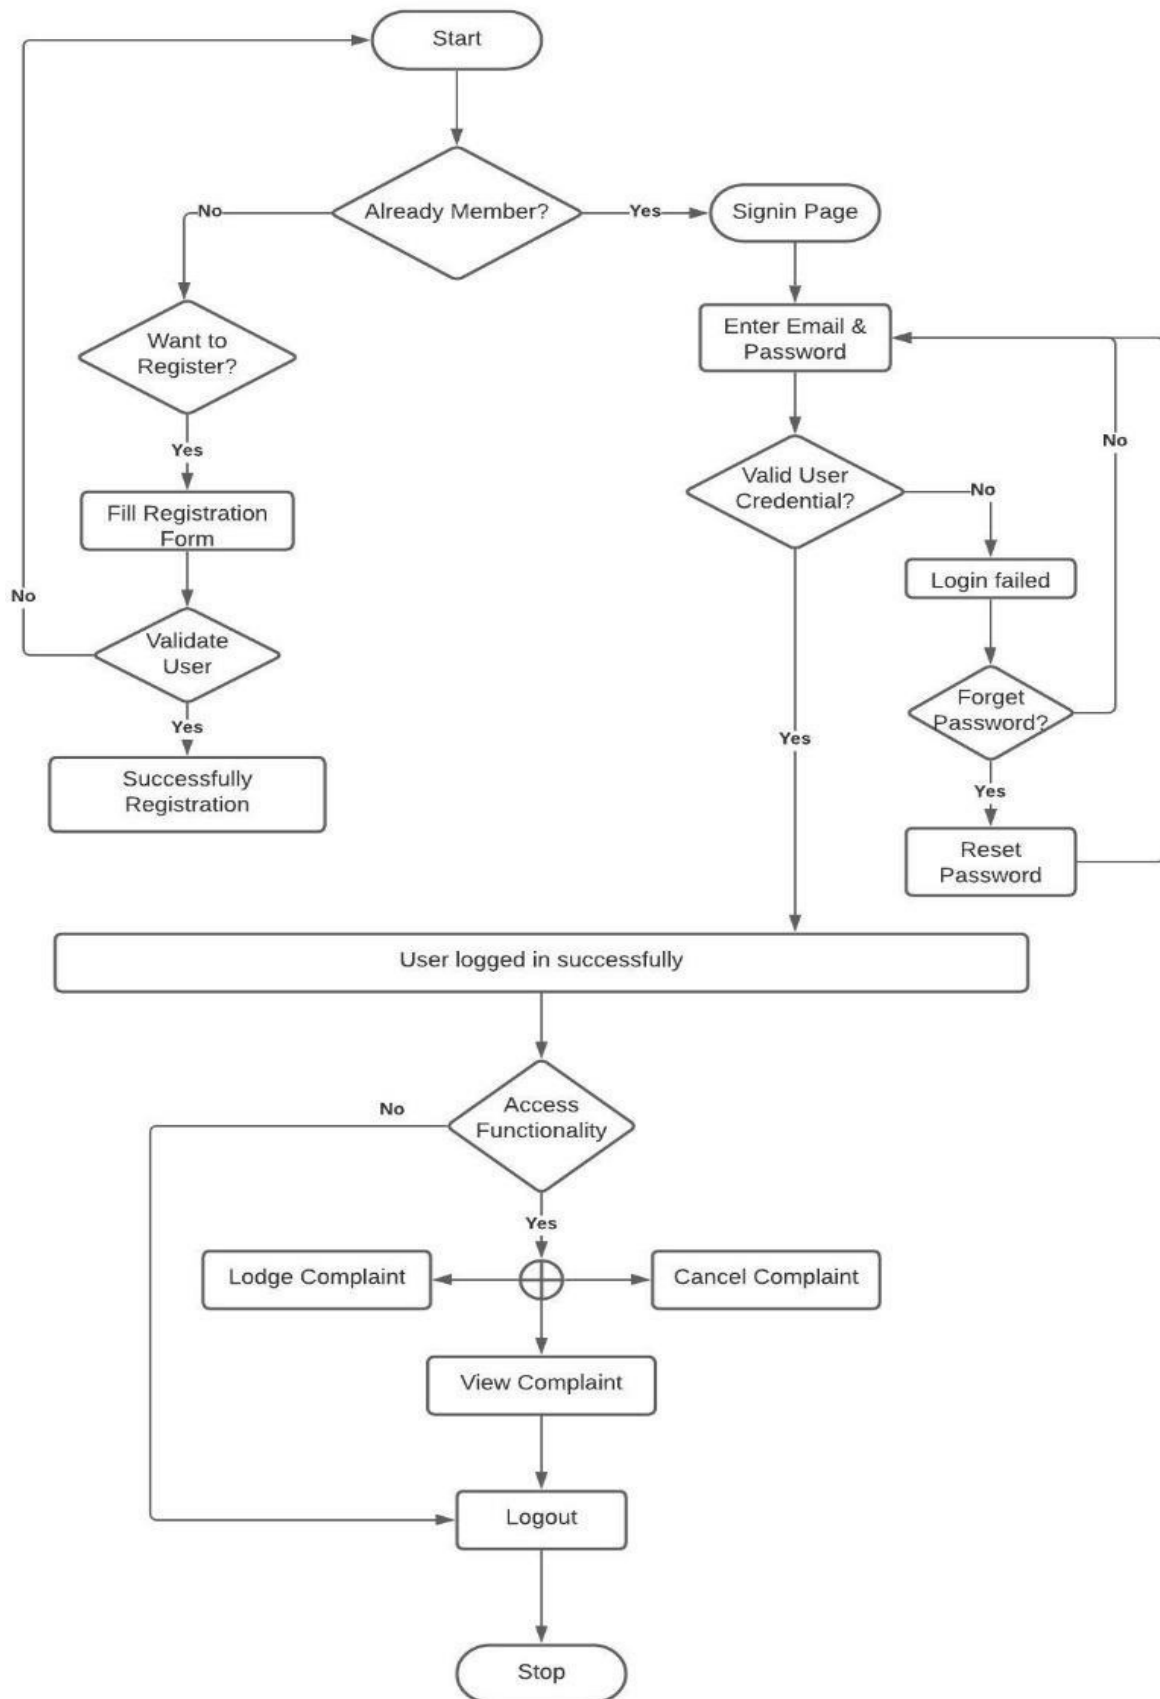 Start
Already Member?
No
Yes
Signin Page
Want to
Register?
Enter Email &
Password
Yes
No
Valid User
Credential?
No
Fill Registration
Form
Login failed
No
Validate
User
Forget
Password?
Yes
Yes
Successfully
Registration
Yes
Reset
Password
User logged in successfully
Access
Functionality
No
Yes
Lodge Complaint
Cancel Complaint
View Complaint
Logout
Stop